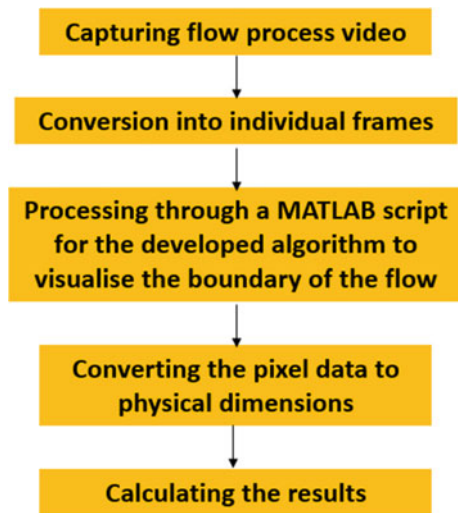 Capturing flow process video
Conversion into individual frames
Processing through a MATLAB script
for the developed algorithm to
visualise the boundary of the flow
Converting the pixel data to
physical dimensions
Calculating the results